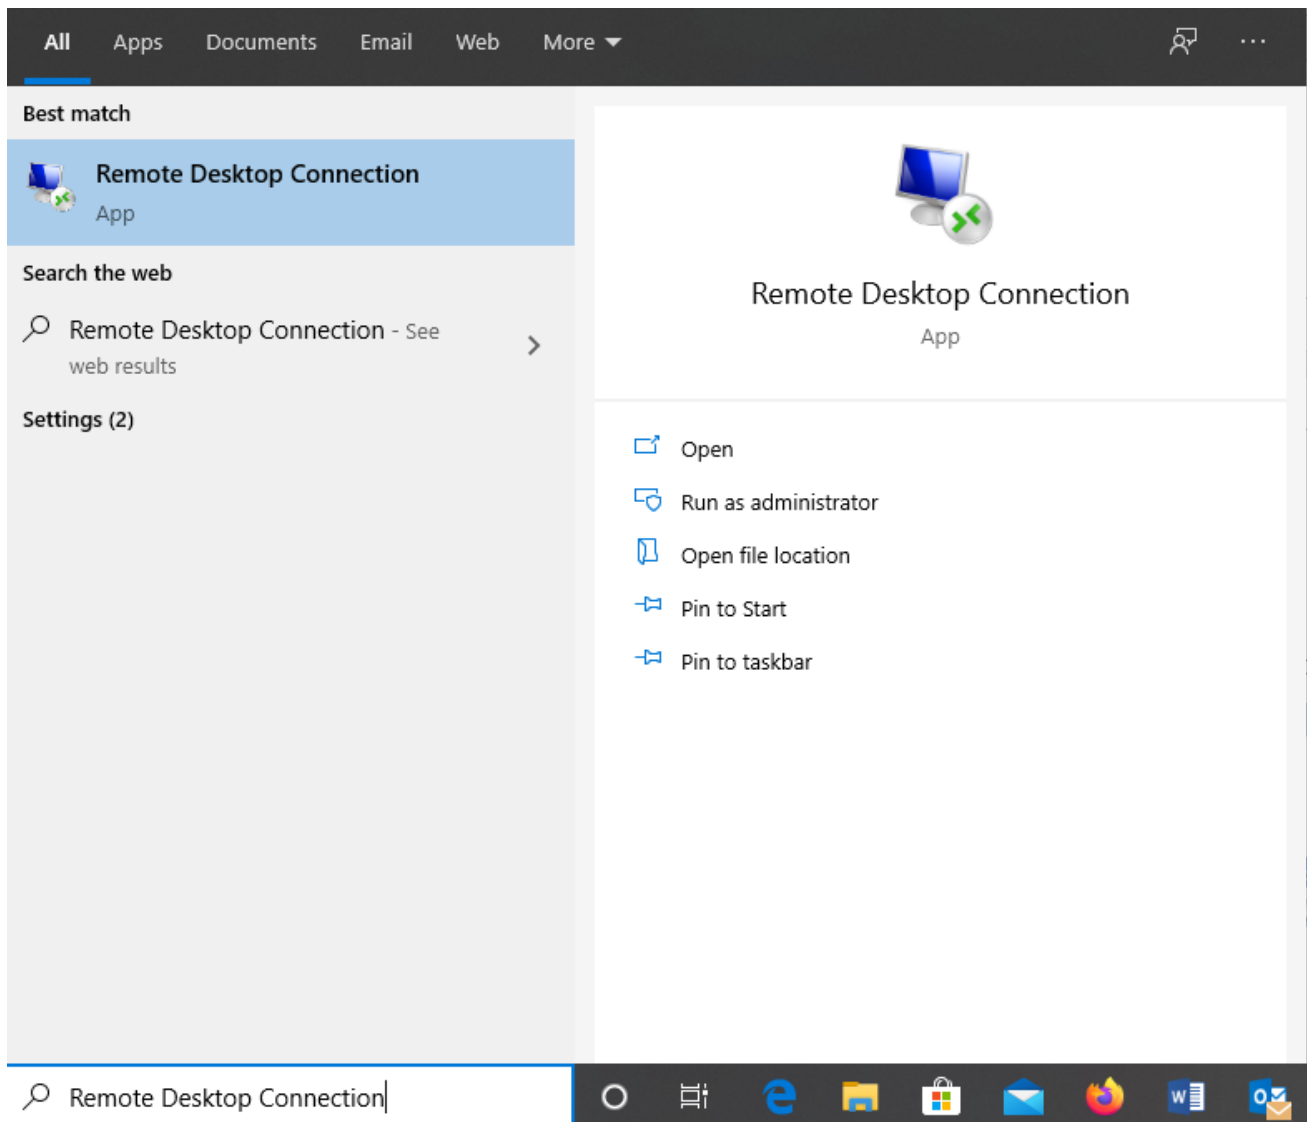 All Apps Documents Email Web More
Best match
Remote Desktop Connection
App
Search the web
Remote Desktop Connection - See
web results
Settings (2)
Remote Desktop Connection
App
Open
Run as administrator
Open file location
Pin to Start
Pin to taskbar
Remote Desktop Connection